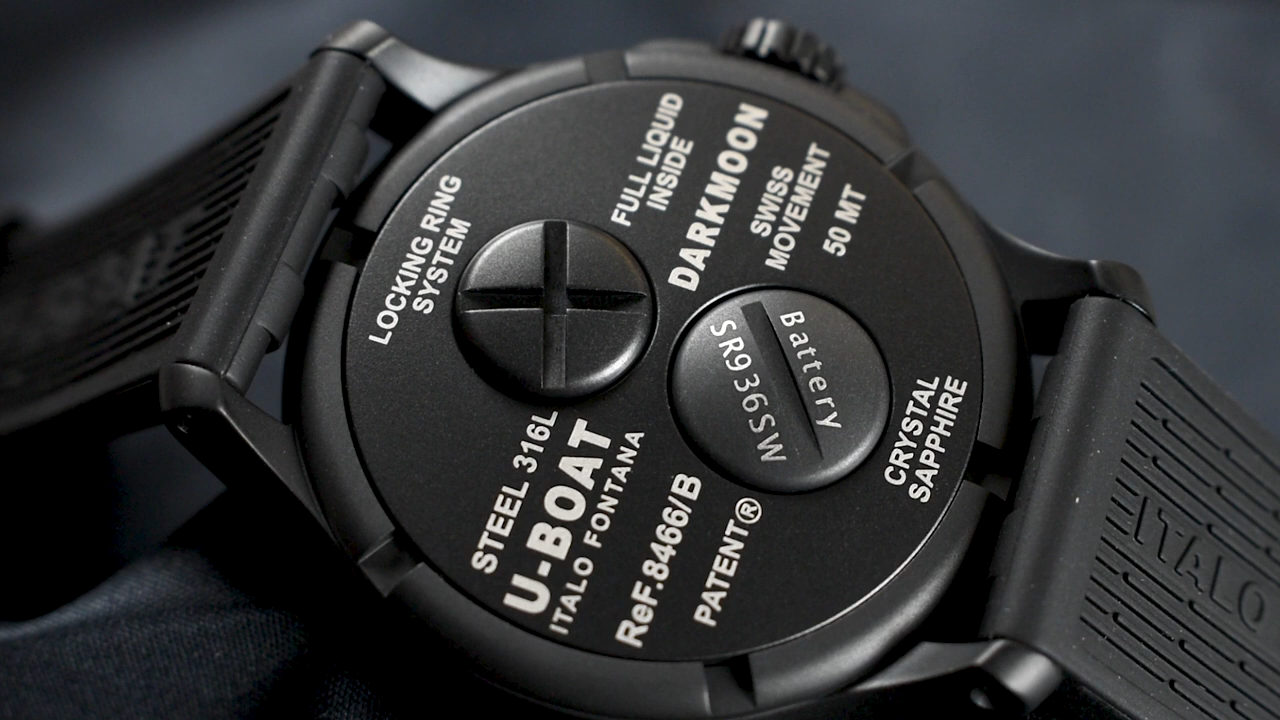 LOCKING RING
SYSTEM
FULL LIQUID
INSIDE
DARKMOON
SWISS
MOVEMENT
50 MT
Battery
SR936SW
CRYSTAL
SAPPHIRE
STEEL 316L
U-BOAT
ITALO FONTANA
ReF.8466/B
PATENT®
ITALO